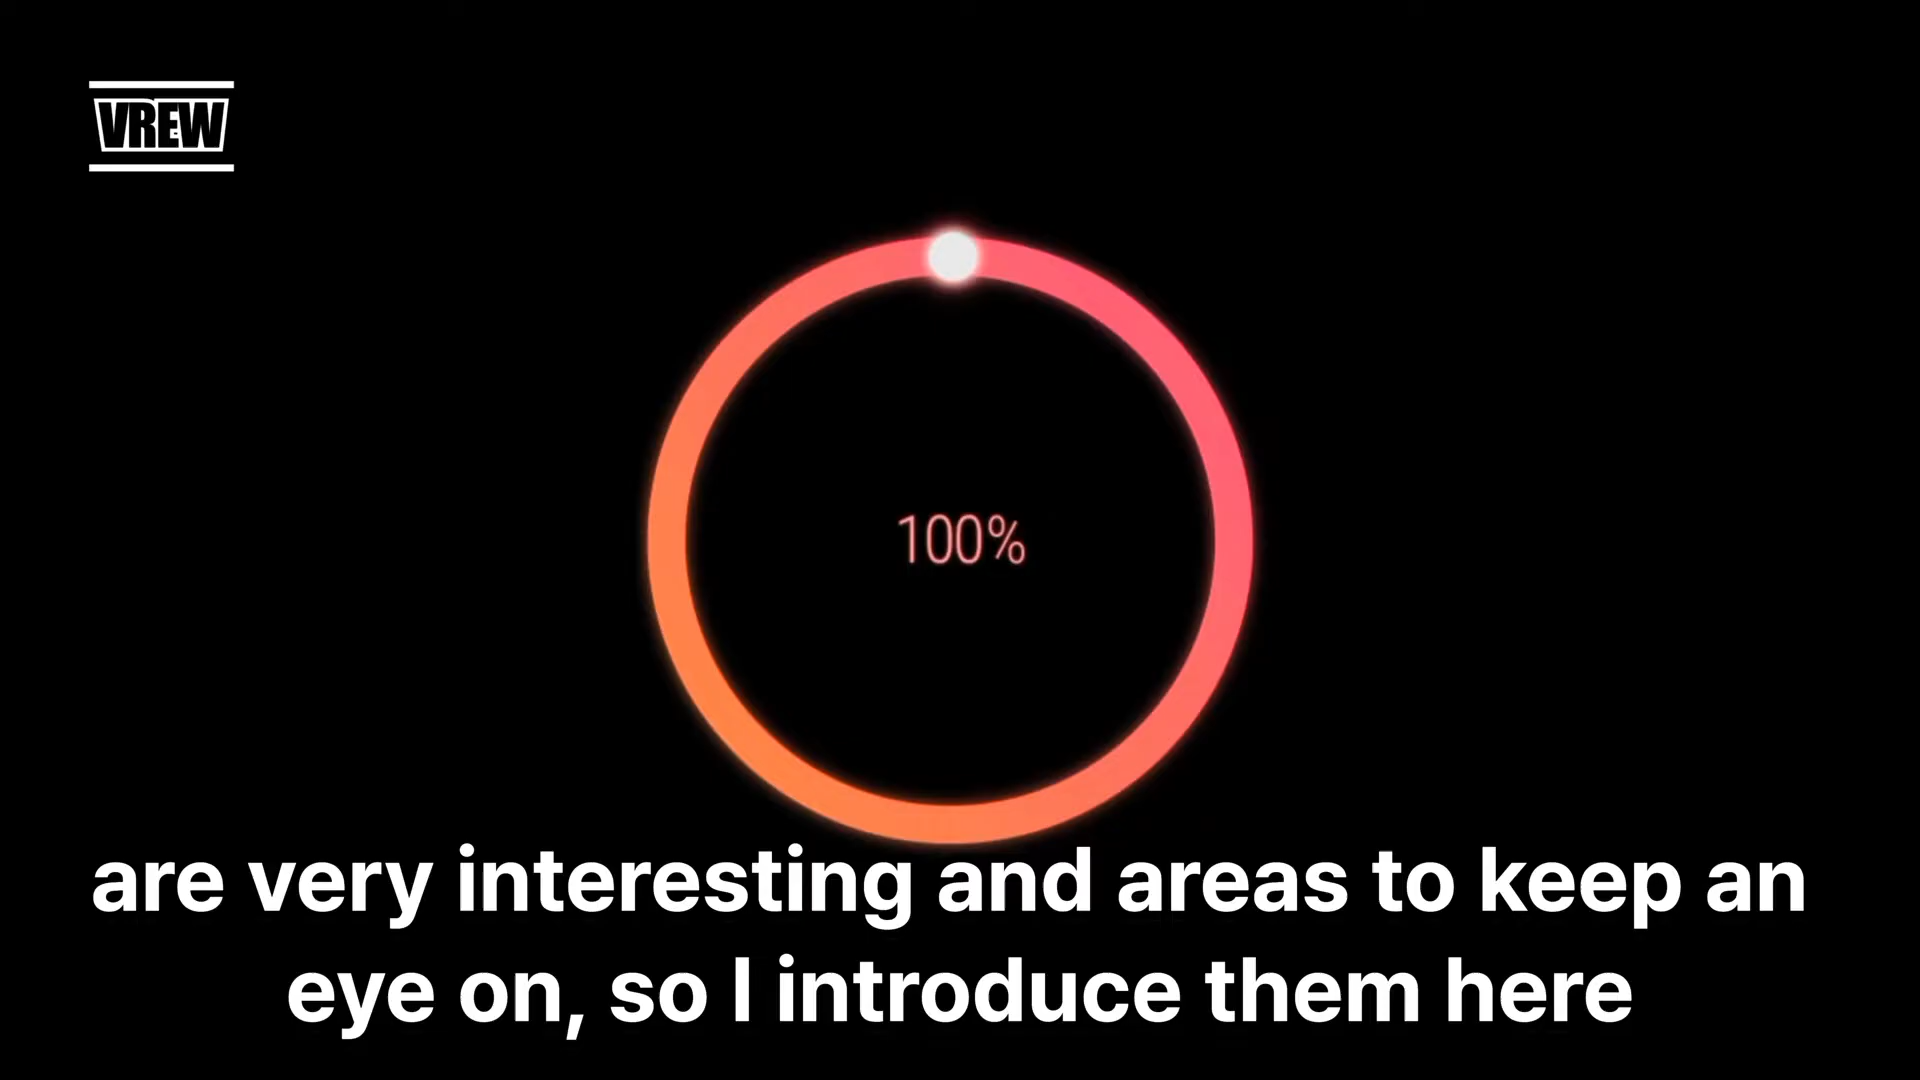 VREW
100%
are very interesting and areas to keep an
eye on, so I introduce them here